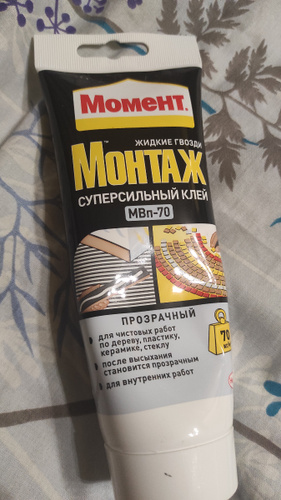 Момент.
ЖИДКИЕ ГВОЗДИ
МОНТАЖ
СУПЕРСИЛЬНЫЙ КЛЕЙ
МВп-70
ПРОЗРАЧНЫЙ
• для чистовых работ
по дереву, пластику,
керамике, стеклу
• после высыхания
становится прозрачным
• для внутренних работ
70